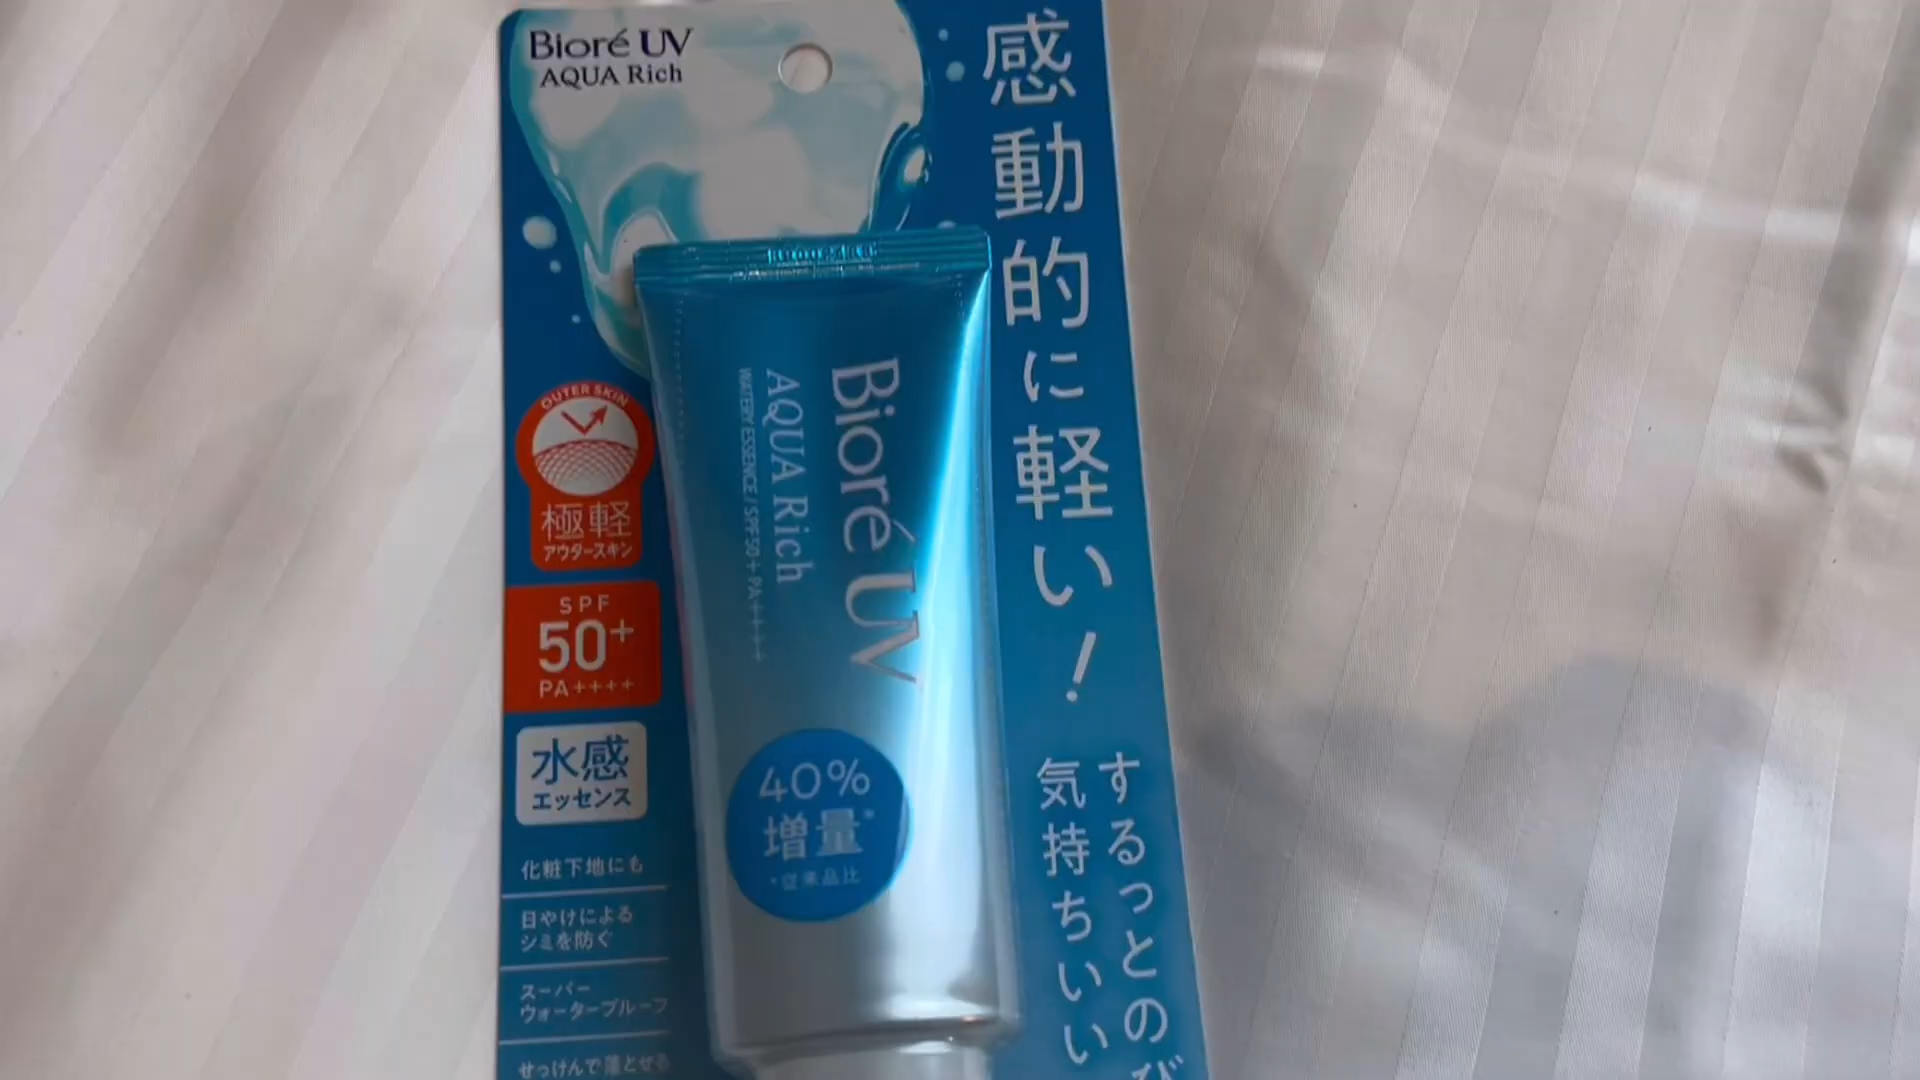 Bioré UV
AQUA Rich
感動的に軽い!
するっとのび
気持ちいい
OUTER SKIN
極軽
アウタースキン
SPF
50+
PA++++
水感
エッセンス
化粧下地にも
日やけによる
シミを防ぐ
スーパー
ウォータープルーフ
せっけんで落とせる
Bioré UV
AQUA Rich
WATERY ESSENCE / SPF50+ PA++++
40%
増量*
*従来品比